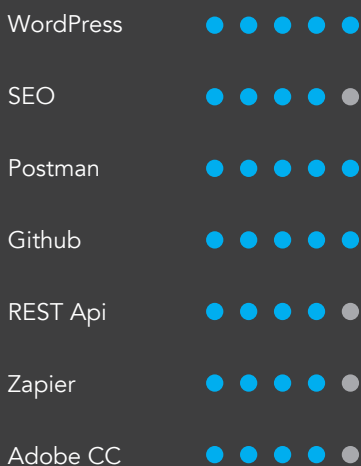 WordPress
SEO
Postman
Github
REST Api
Zapier
Adobe CC